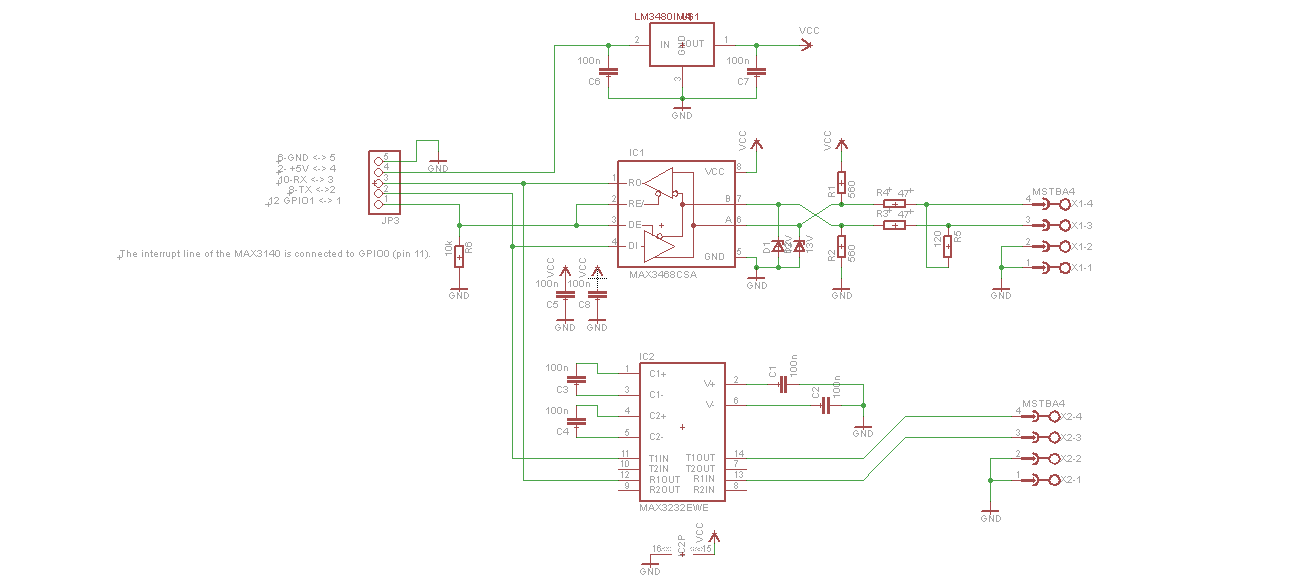 VCC
IN
OUT
GND
2
1
3
100n
C6
100n
C7
GND
6-GND <-> 5
2- +5V <-> 4
10-RX <-> 3
8-TX <->2
12 GPIO1 <-> 1
5
4
3
2
1
JP3
GND
The interrupt line of the MAX3140 is connected to GPIO0 (pin 11).
10k
R6
GND
IC1
1
RO
2
RE/
3
DE
4
DI
VCC
8
B
7
A
6
GND
5
MAX3468CSA
VCC
GND
D1
13V
VCC
R1
560
R2
560
GND
R4
47
R3
47
120
R5
MSTBA4
4
X1-4
3
X1-3
2
X1-2
1
X1-1
GND
VCC
100n
C5
GND
VCC
100n
C8
GND
IC2
100n
C3
100n
C4
1
C1+
3
C1-
4
C2+
5
C2-
11
T1IN
10
T2IN
12
R1OUT
9
R2OUT
V+
2
V-
6
T1OUT
14
T2OUT
7
R1IN
13
R2IN
8
MAX3232EWE
C1
100n
C2
100n
GND
MSTBA4
4
X2-4
3
X2-3
2
X2-2
1
X2-1
GND
VCC
16
IC2P
15
GND